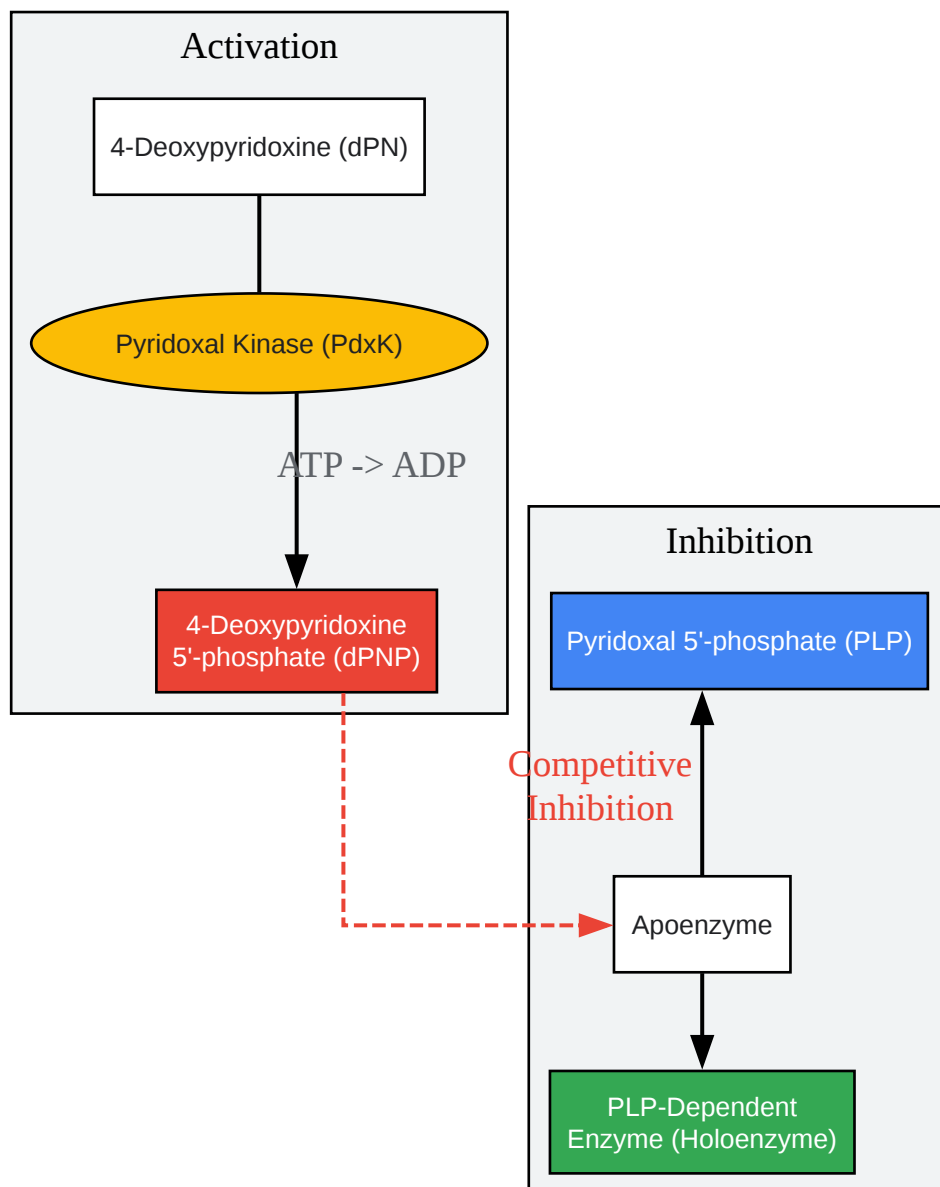 Activation
4-Deoxypyridoxine (dPN)
Pyridoxal Kinase (PdxK)
ATP -> ADP
4-Deoxypyridoxine
5'-phosphate (dPNP)
Inhibition
Pyridoxal 5'-phosphate (PLP)
Competitive
Inhibition
Apoenzyme
PLP-Dependent
Enzyme (Holoenzyme)